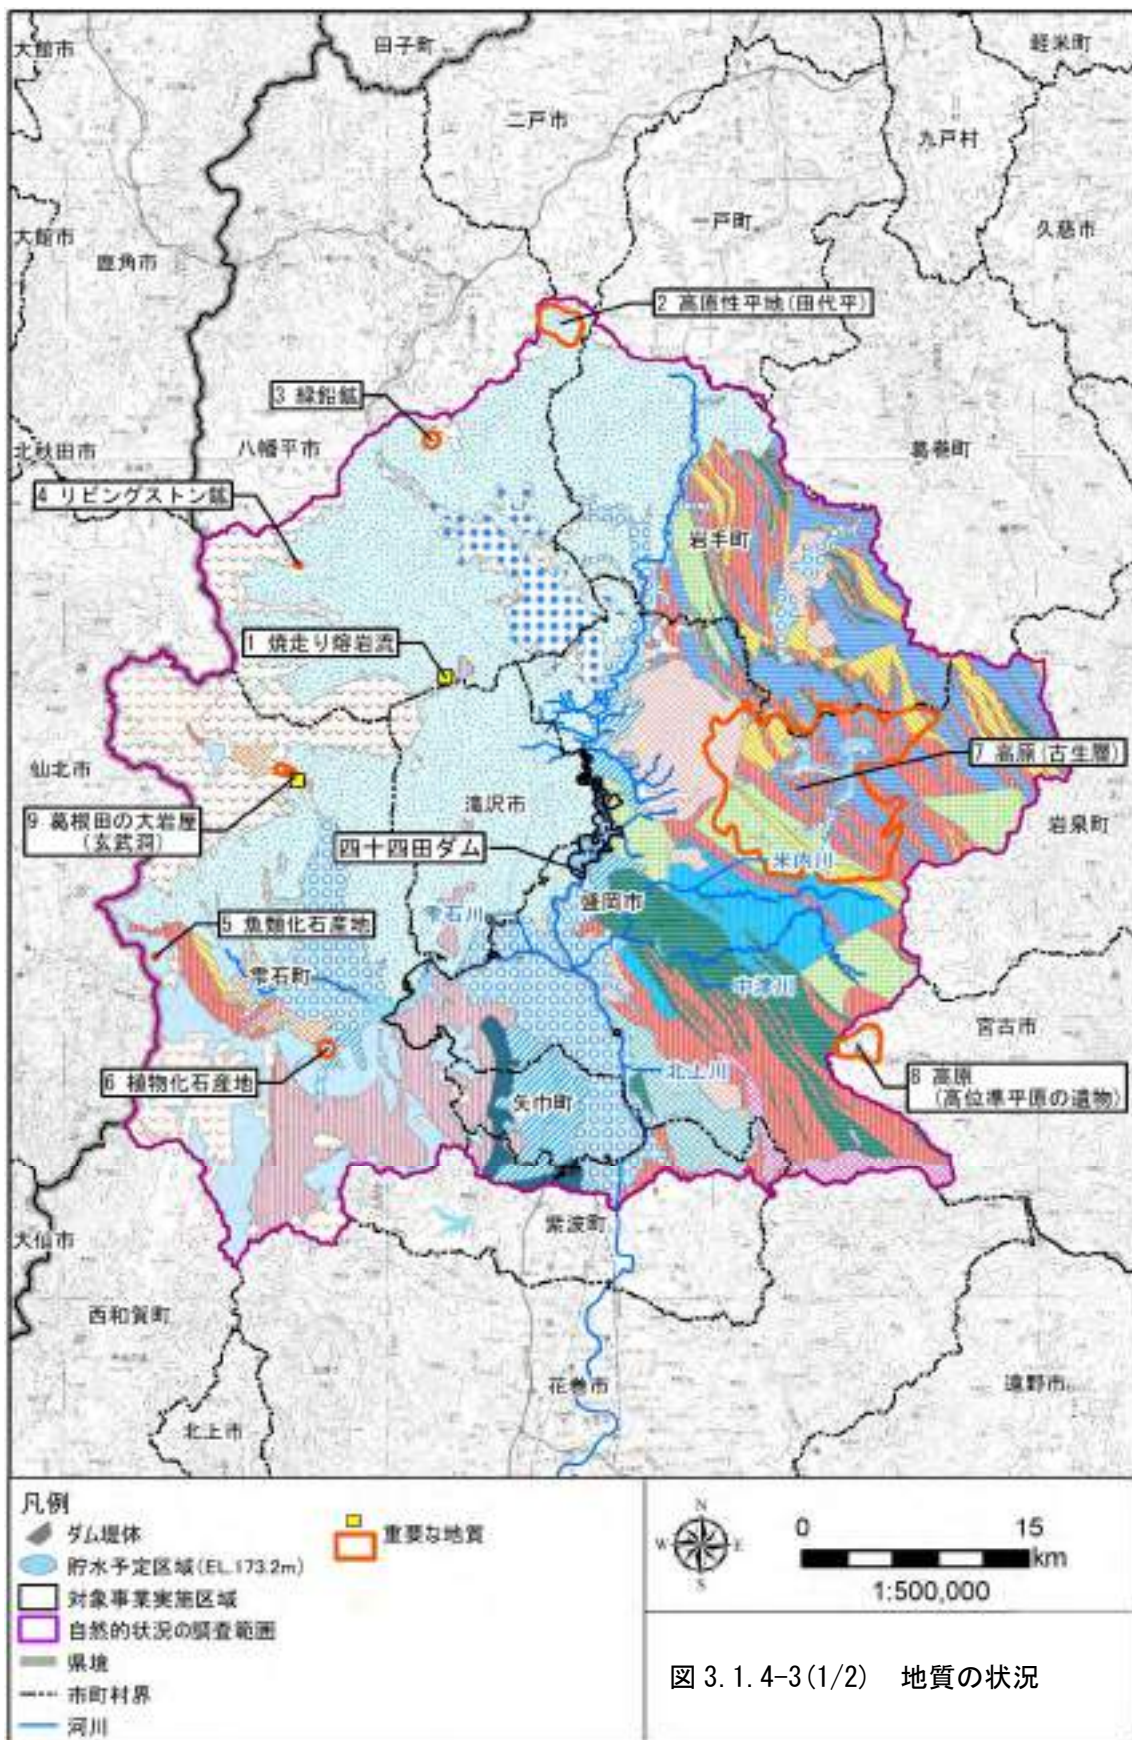 大館市
田子町
軽米町
二戸市
九戸村
一戸町
大館市
鹿角市
久慈市
2 高原性平地(田代平)
3 緑鉛鉱
北秋田市
八幡平市
葛巻町
4 リビングストン鉱
岩手町
1 焼走り熔岩流
7 高原(古生層)
仙北市
滝沢市
9 葛根田の大岩屋
(玄武洞)
岩泉町
四十四田ダム
米内川
盛岡市
雫石川
5 魚類化石産地
雫石町
中津川
宮古市
6 植物化石産地
北上川
8 高原
(高位準平原の遺物)
矢巾町
紫波町
大仙市
西和賀町
花巻市
遠野市
北上市
凡例
ダム堤体
重要な地質
貯水予定区域(EL.173.2m)
対象事業実施区域
自然的状況の調査範囲
県境
市町村界
河川
N
W E
S
0 15
km
1:500,000
図 3.1.4-3(1/2) 地質の状況